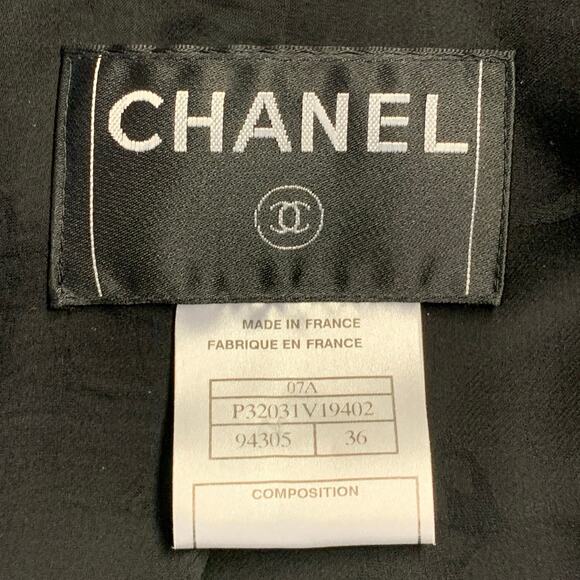 CHANEL
MADE IN FRANCE
FABRIQUE EN FRANCE
07A
P32031V19402
94305 36
COMPOSITION